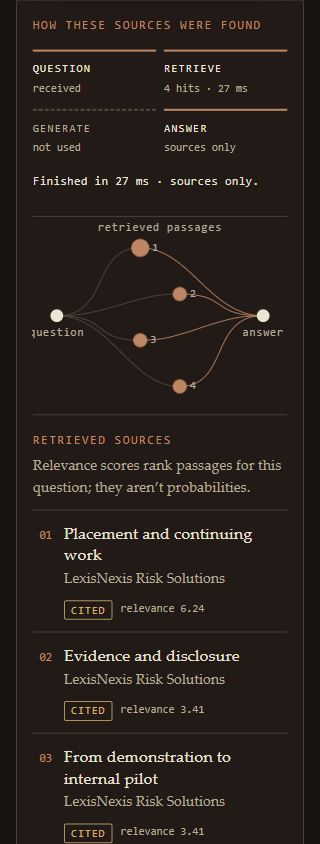 HOW THESE SOURCES WERE FOUND
QUESTION
received
RETRIEVE
4 hits · 27 ms
GENERATE
not used
ANSWER
sources only
Finished in 27 ms · sources only.
retrieved passages
1
2
question
answer
3
4
RETRIEVED SOURCES
Relevance scores rank passages for this
question; they aren’t probabilities.
01 Placement and continuing
work
LexisNexis Risk Solutions
CITED relevance 6.24
02 Evidence and disclosure
LexisNexis Risk Solutions
CITED relevance 3.41
03 From demonstration to
internal pilot
LexisNexis Risk Solutions
CITED relevance 3.41